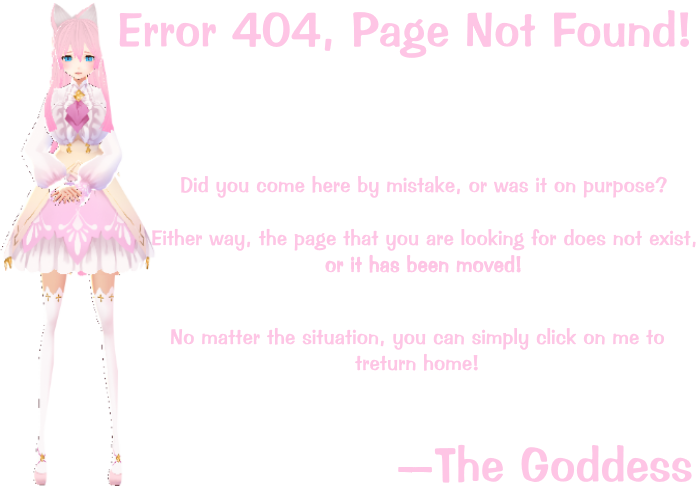 Error 404, Page Not Found!
Did you come here by mistake, or was it on purpose?
Either way, the page that you are looking for does not exist,
or it has been moved!
No matter the situation, you can simply click on me to
treturn home!
—The Goddess